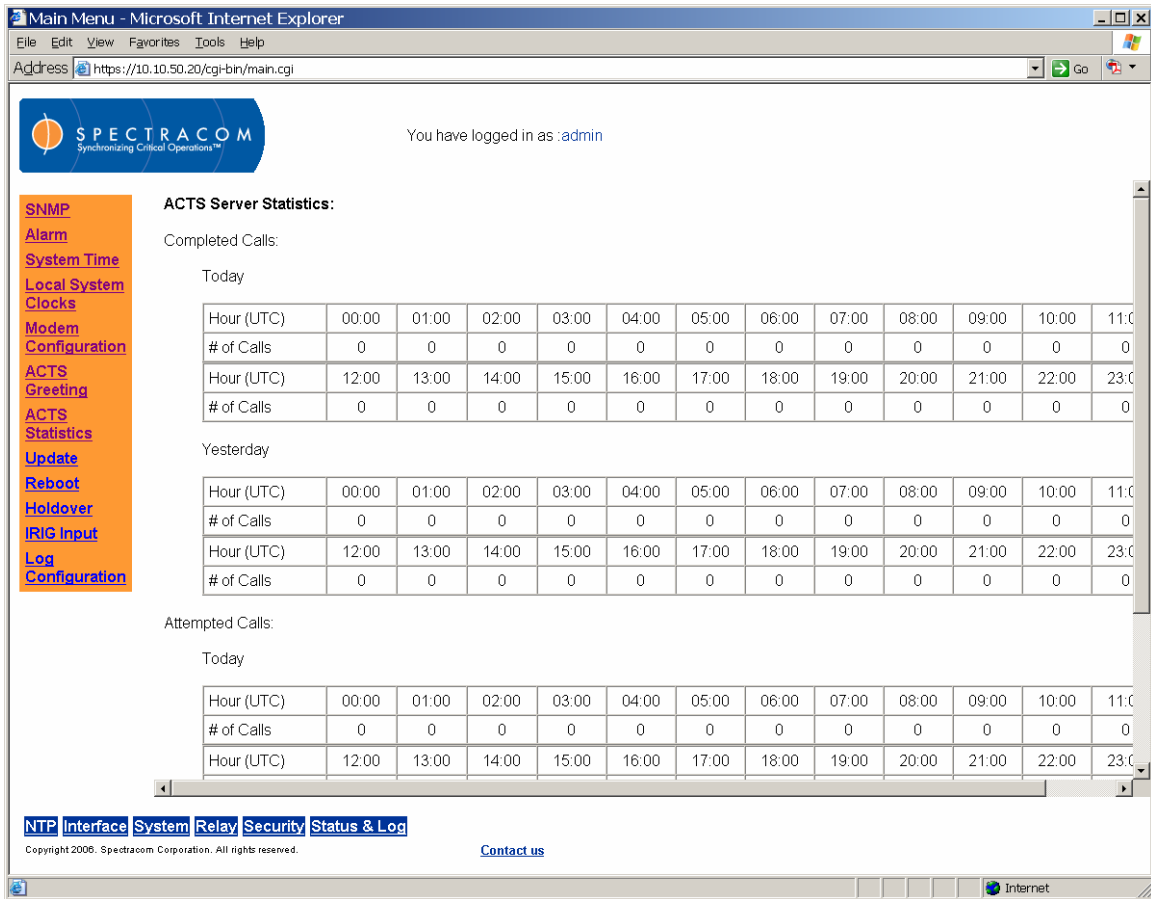 Main Menu - Microsoft Internet Explorer
File Edit View Favorites Tools Help
Address https://10.10.50.20/cgi-bin/main.cgi Go
SPECTRACOM
Synchronizing Critical Operations™
You have logged in as :admin
SNMP
Alarm
System Time
Local System
Clocks
Modem
Configuration
ACTS
Greeting
ACTS
Statistics
Update
Reboot
Holdover
IRIG Input
Log
Configuration
ACTS Server Statistics:
Completed Calls:
Today
Hour (UTC) 00:00 01:00 02:00 03:00 04:00 05:00 06:00 07:00 08:00 09:00 10:00
# of Calls 0 0 0 0 0 0 0 0 0 0 0 0
Hour (UTC) 12:00 13:00 14:00 15:00 16:00 17:00 18:00 19:00 20:00 21:00 22:00
# of Calls 0 0 0 0 0 0 0 0 0 0 0 0
Yesterday
Hour (UTC) 00:00 01:00 02:00 03:00 04:00 05:00 06:00 07:00 08:00 09:00 10:00
# of Calls 0 0 0 0 0 0 0 0 0 0 0 0
Hour (UTC) 12:00 13:00 14:00 15:00 16:00 17:00 18:00 19:00 20:00 21:00 22:00
# of Calls 0 0 0 0 0 0 0 0 0 0 0 0
Attempted Calls:
Today
Hour (UTC) 00:00 01:00 02:00 03:00 04:00 05:00 06:00 07:00 08:00 09:00 10:00
# of Calls 0 0 0 0 0 0 0 0 0 0 0 0
Hour (UTC) 12:00 13:00 14:00 15:00 16:00 17:00 18:00 19:00 20:00 21:00 22:00
NTP Interface System Relay Security Status & Log
Copyright 2006. Spectracom Corporation. All rights reserved. Contact us
Internet